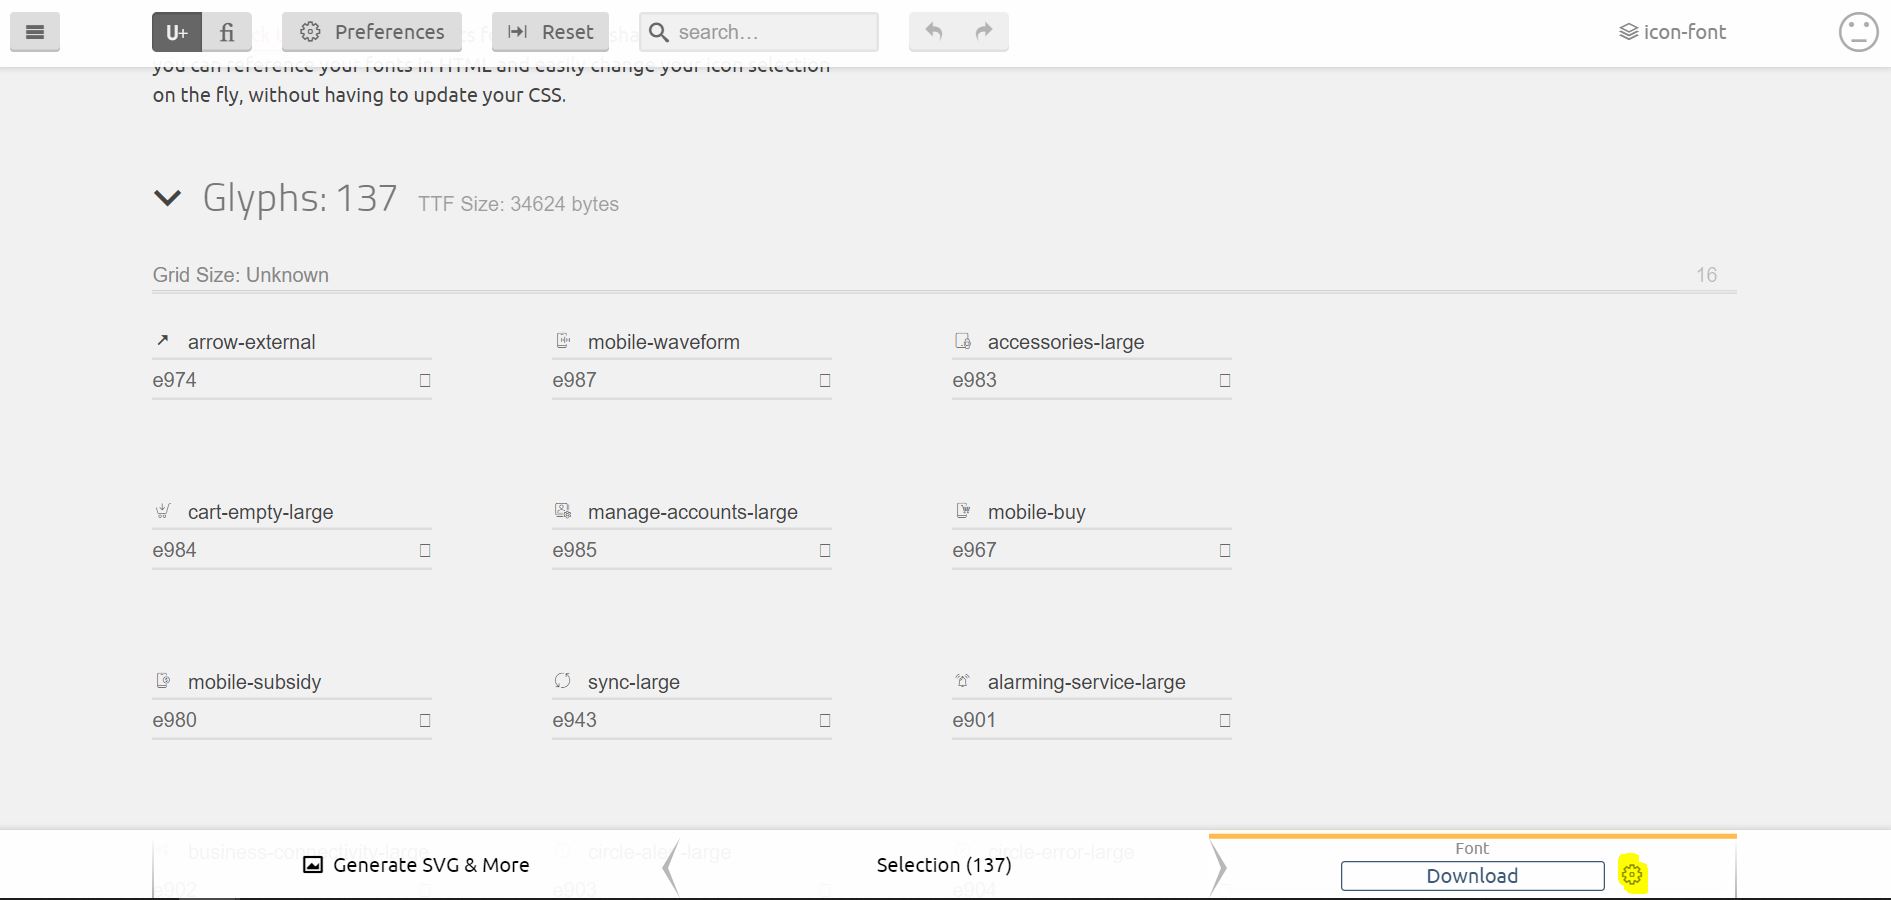 U+ fi Preferences Reset search... icon-font
you can reference your fonts in HTML and easily change your icon selection
on the fly, without having to update your CSS.
Glyphs: 137 TTF Size: 34624 bytes
Grid Size: Unknown 16
arrow-external mobile-waveform accessories-large
e974 e987 e983
cart-empty-large manage-accounts-large mobile-buy
e984 e985 e967
mobile-subsidy sync-large alarming-service-large
e980 e943 e901
business-connectivity-large circle-alert-large circle-error-large
Generate SVG & More Selection (137) Font
Download
e902 e903 e904